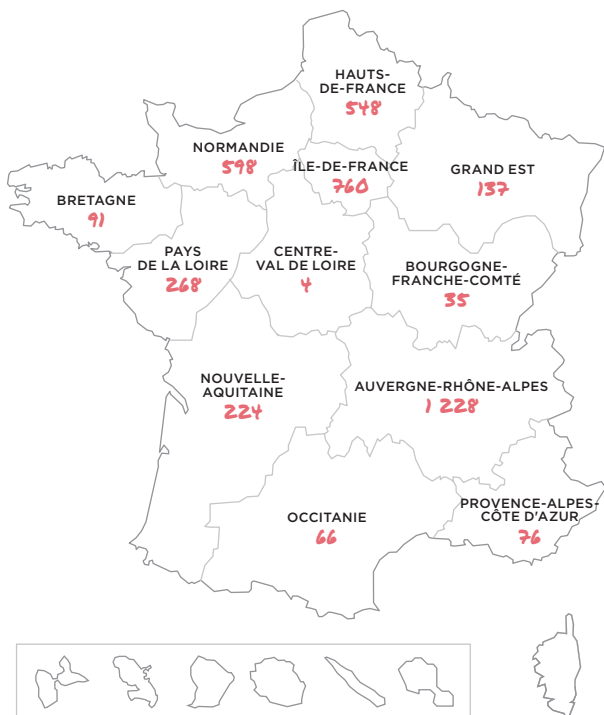 HAUTS-
DE-FRANCE
548
NORMANDIE
598
ÎLE-DE-FRANCE
760
GRAND EST
137
BRETAGNE
91
PAYS
DE LA LOIRE
268
CENTRE-
VAL DE LOIRE
4
BOURGOGNE-
FRANCHE-COMTÉ
35
NOUVELLE-
AQUITAINE
224
AUVERGNE-RHÔNE-ALPES
1 228
OCCITANIE
66
PROVENCE-ALPES-
CÔTE D'AZUR
76